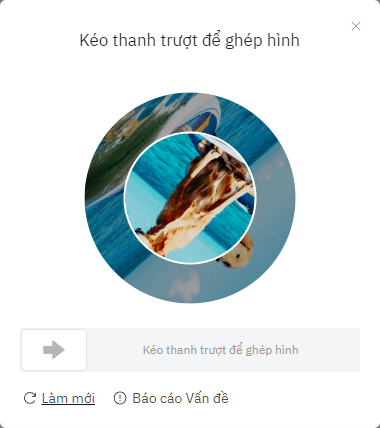 Kéo thanh trượt để ghép hình
Kéo thanh trượt để ghép hình
Làm mới
Báo cáo Vấn đề